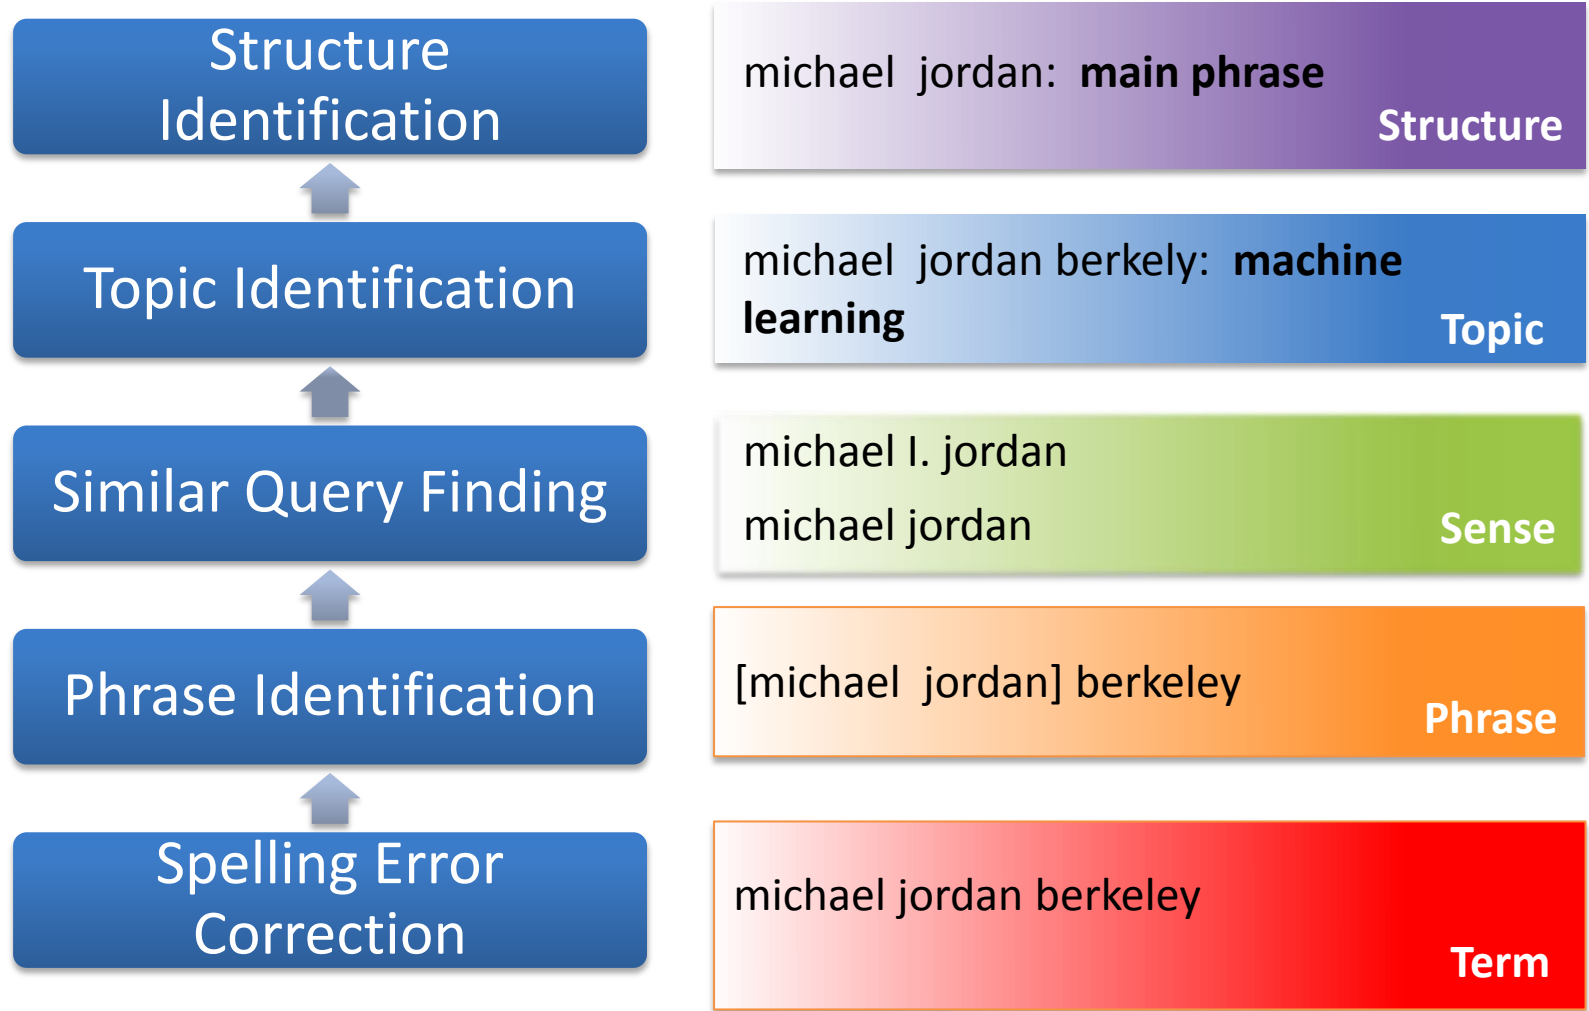 Structure
Identification
michael jordan: main phrase
Structure
Topic Identification
michael jordan berkely: machine
learning
Topic
Similar Query Finding
michael I. jordan
michael jordan
Sense
Phrase Identification
[michael jordan] berkeley
Phrase
Spelling Error
Correction
michael jordan berkeley
Term